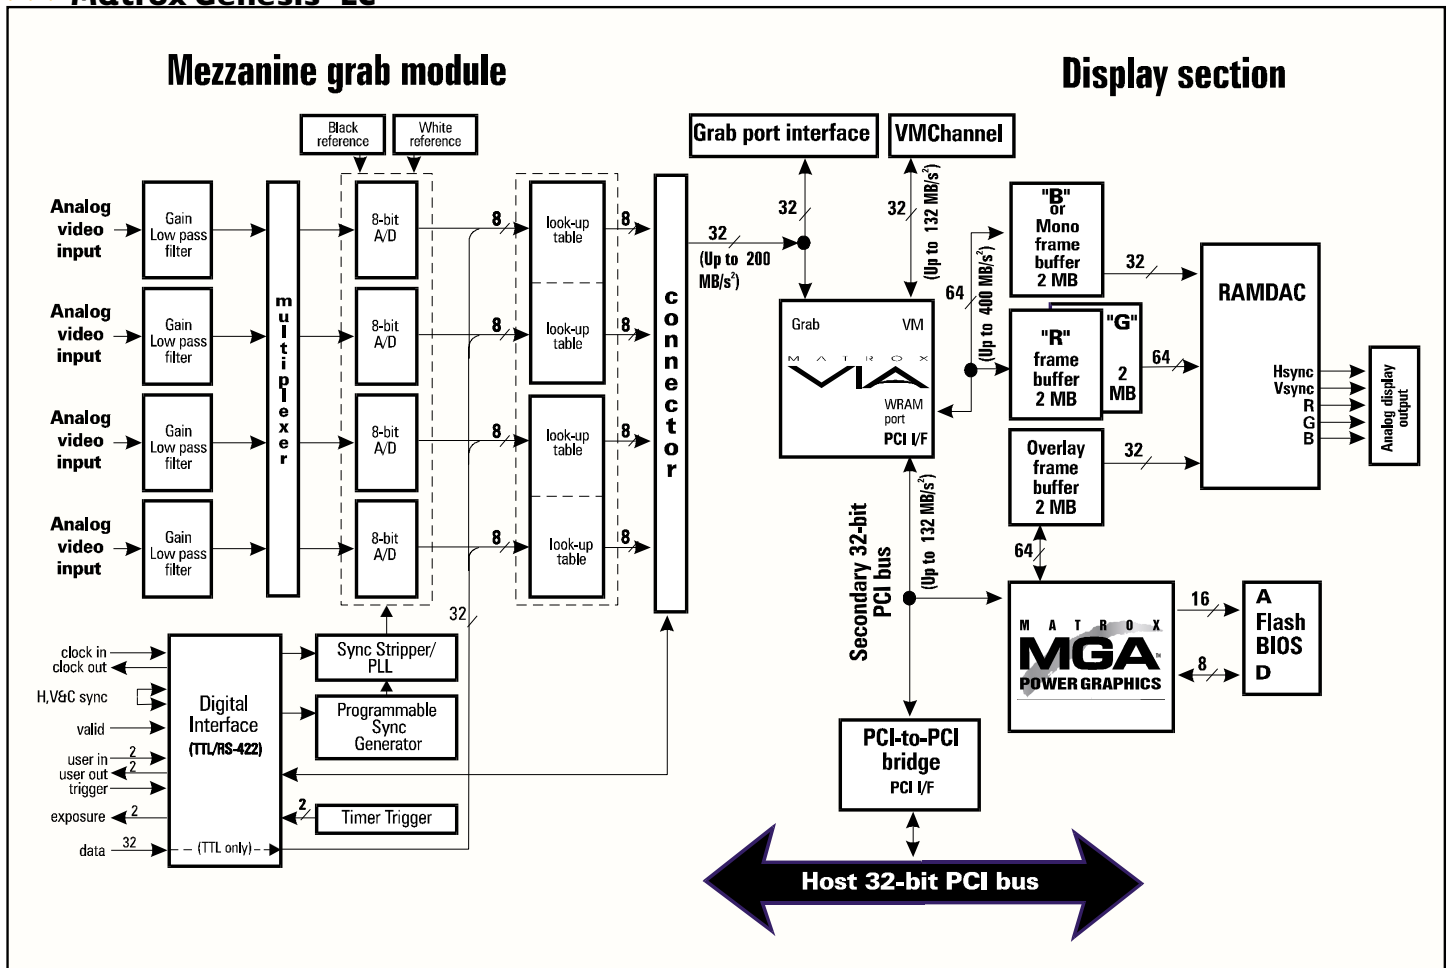 Matrox Genesis-LC
Mezzanine grab module
Display section
Black
reference
White
reference
Grab port interface
VMChannel
Analog
video
input
Gain
Low pass
filter
8-bit
A/D
8
look-up
table
8
Analog
video
input
Gain
Low pass
filter
8-bit
A/D
8
look-up
table
8
Analog
video
input
Gain
Low pass
filter
8-bit
A/D
8
look-up
table
8
Analog
video
input
Gain
Low pass
filter
8-bit
A/D
8
look-up
table
8
multiplexer
connector
32
(Up to 200
MB/s²)
32
32
(Up to 132 MB/s²)
64
(Up to 400 MB/s²)
Grab
VM
MATROX
VIA
WRAM
port
PCI I/F
"B"
or
Mono
frame
buffer
2 MB
32
"R"
frame
buffer
2 MB
"G"
2
MB
64
Overlay
frame
buffer
2 MB
32
64
RAMDAC
Hsync
Vsync
R
G
B
Analog display
output
Secondary 32-bit
PCI bus
(Up to 132 MB/s²)
MATROX
MGA™
POWER GRAPHICS
16
8
A
Flash
BIOS
D
PCI-to-PCI
bridge
PCI I/F
Host 32-bit PCI bus
32
clock in
clock out
H,V&C sync
valid
user in
2
user out
2
trigger
exposure
2
data
32
Digital
Interface
(TTL/RS-422)
(TTL only)
Sync Stripper/
PLL
Programmable
Sync
Generator
2
Timer Trigger